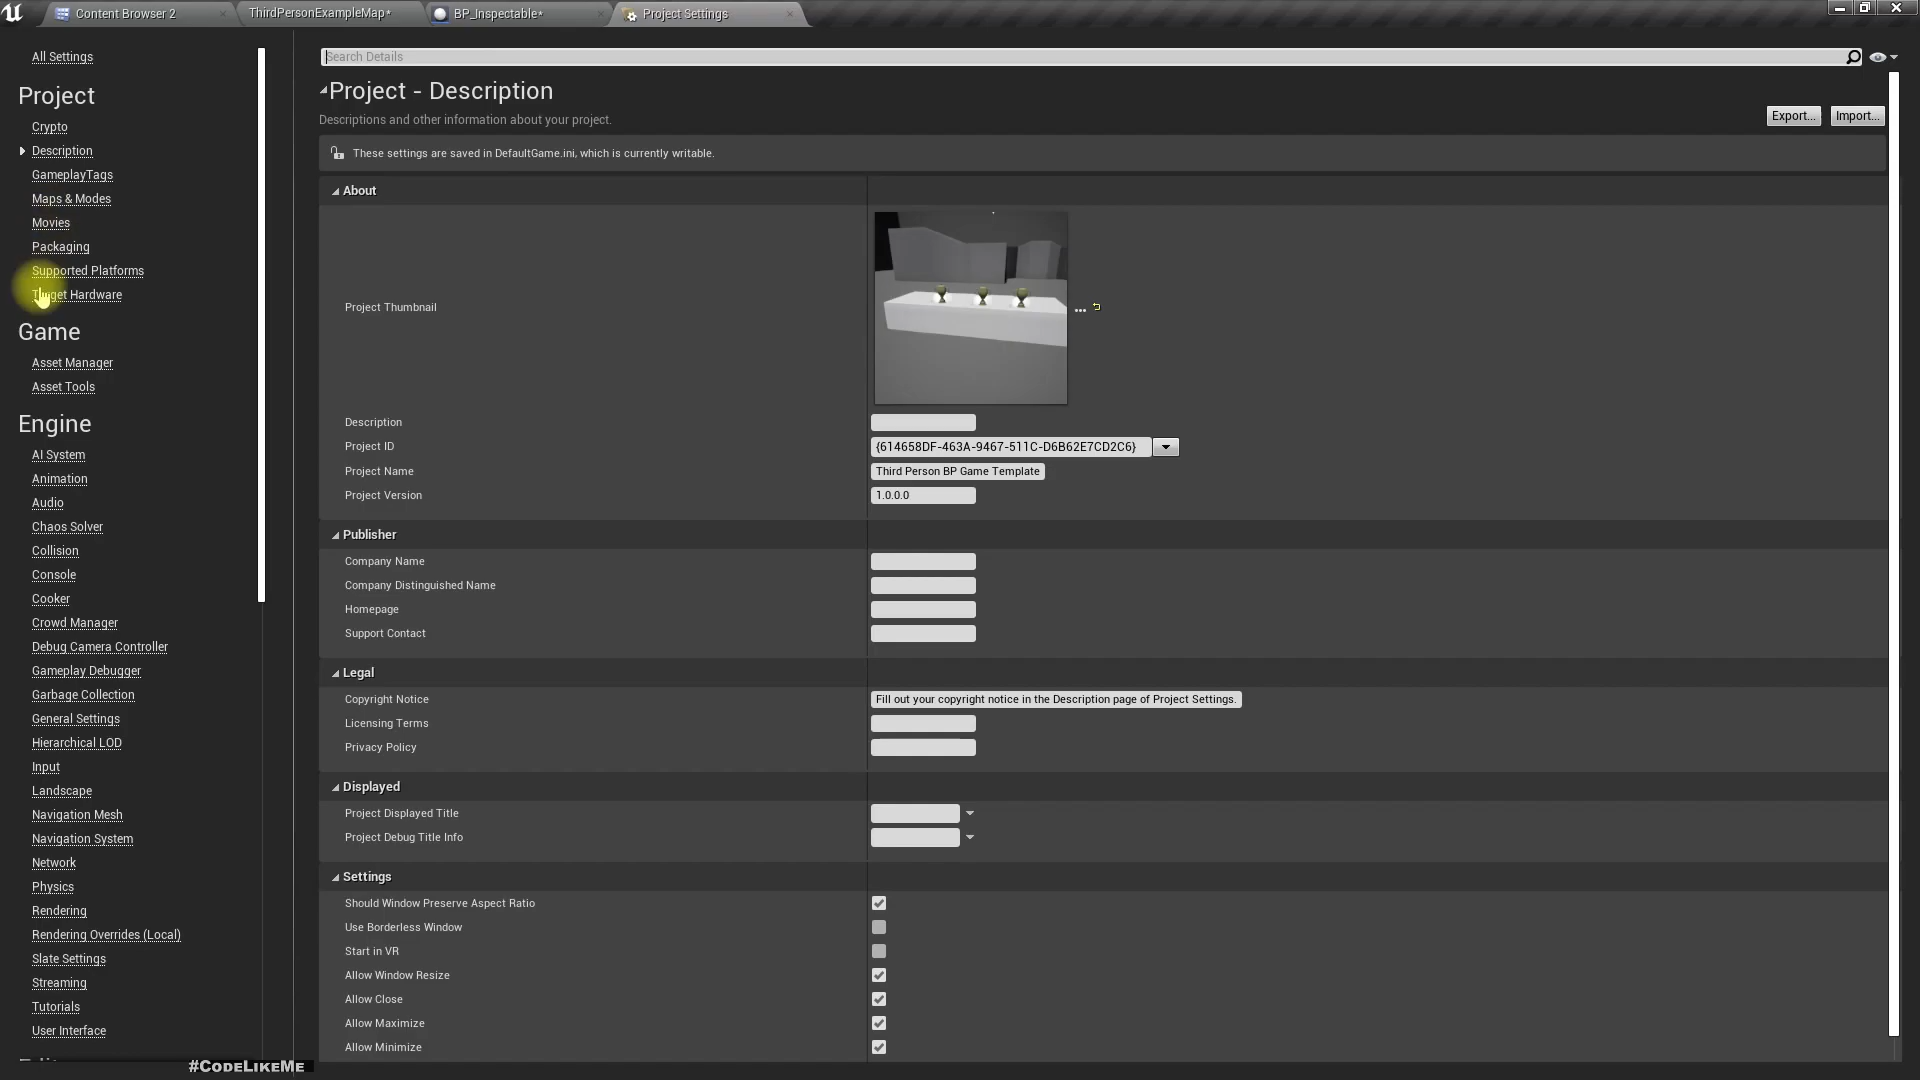 Content Browser 2
ThirdPersonExampleMap*
BP_Inspectable*
Project Settings
All Settings
Project
Crypto
Description
GameplayTags
Maps & Modes
Movies
Packaging
Supported Platforms
Target Hardware
Game
Asset Manager
Asset Tools
Engine
AI System
Animation
Audio
Chaos Solver
Collision
Console
Cooker
Crowd Manager
Debug Camera Controller
Gameplay Debugger
Garbage Collection
General Settings
Hierarchical LOD
Input
Landscape
Navigation Mesh
Navigation System
Network
Physics
Rendering
Rendering Overrides (Local)
Slate Settings
Streaming
Tutorials
User Interface
#CodeLikeMe
Search Details
Project - Description
Descriptions and other information about your project.
Export...
Import...
These settings are saved in DefaultGame.ini, which is currently writable.
About
Project Thumbnail
...
Description
Project ID {614658DF-463A-9467-511C-D6B62E7CD2C6}
Project Name Third Person BP Game Template
Project Version 1.0.0.0
Publisher
Company Name
Company Distinguished Name
Homepage
Support Contact
Legal
Copyright Notice Fill out your copyright notice in the Description page of Project Settings.
Licensing Terms
Privacy Policy
Displayed
Project Displayed Title
Project Debug Title Info
Settings
Should Window Preserve Aspect Ratio
Use Borderless Window
Start in VR
Allow Window Resize
Allow Close
Allow Maximize
Allow Minimize